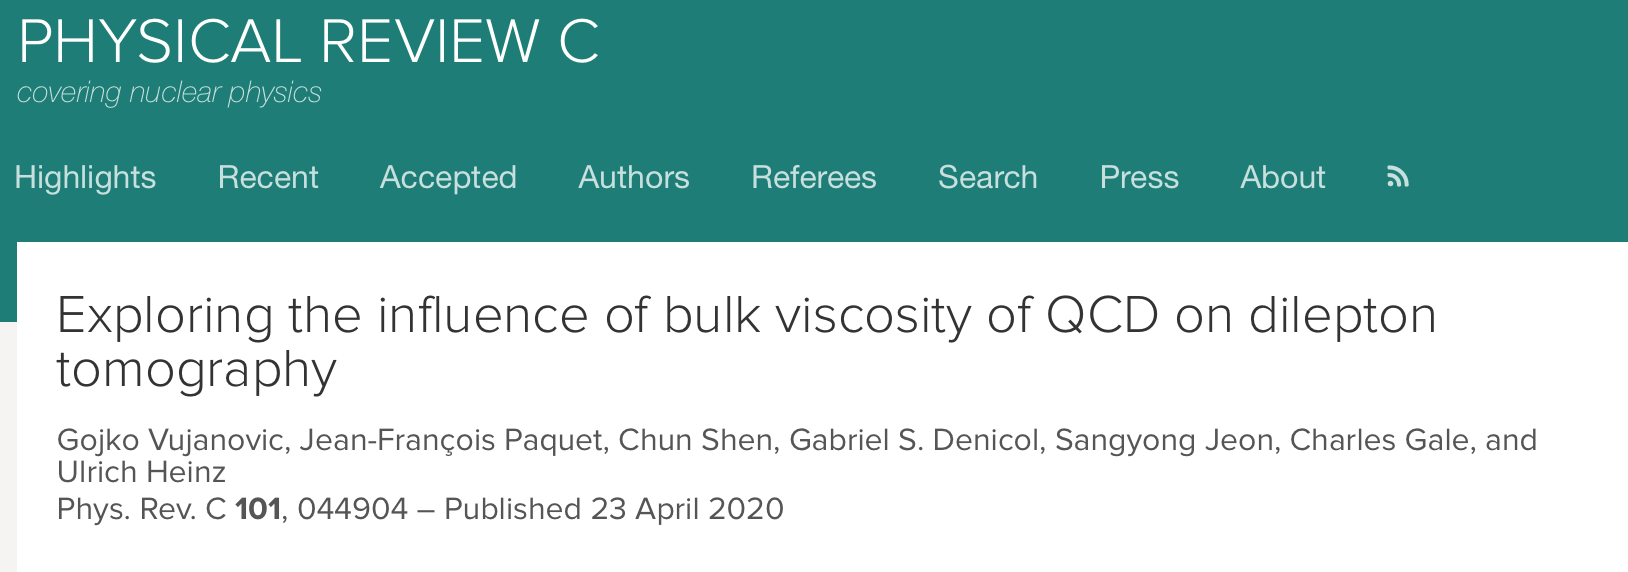 PHYSICAL REVIEW C
covering nuclear physics
Highlights Recent Accepted Authors Referees Search Press About
Exploring the influence of bulk viscosity of QCD on dilepton
tomography
Gojko Vujanovic, Jean-François Paquet, Chun Shen, Gabriel S. Denicol, Sangyong Jeon, Charles Gale, and
Ulrich Heinz
Phys. Rev. C 101, 044904 – Published 23 April 2020